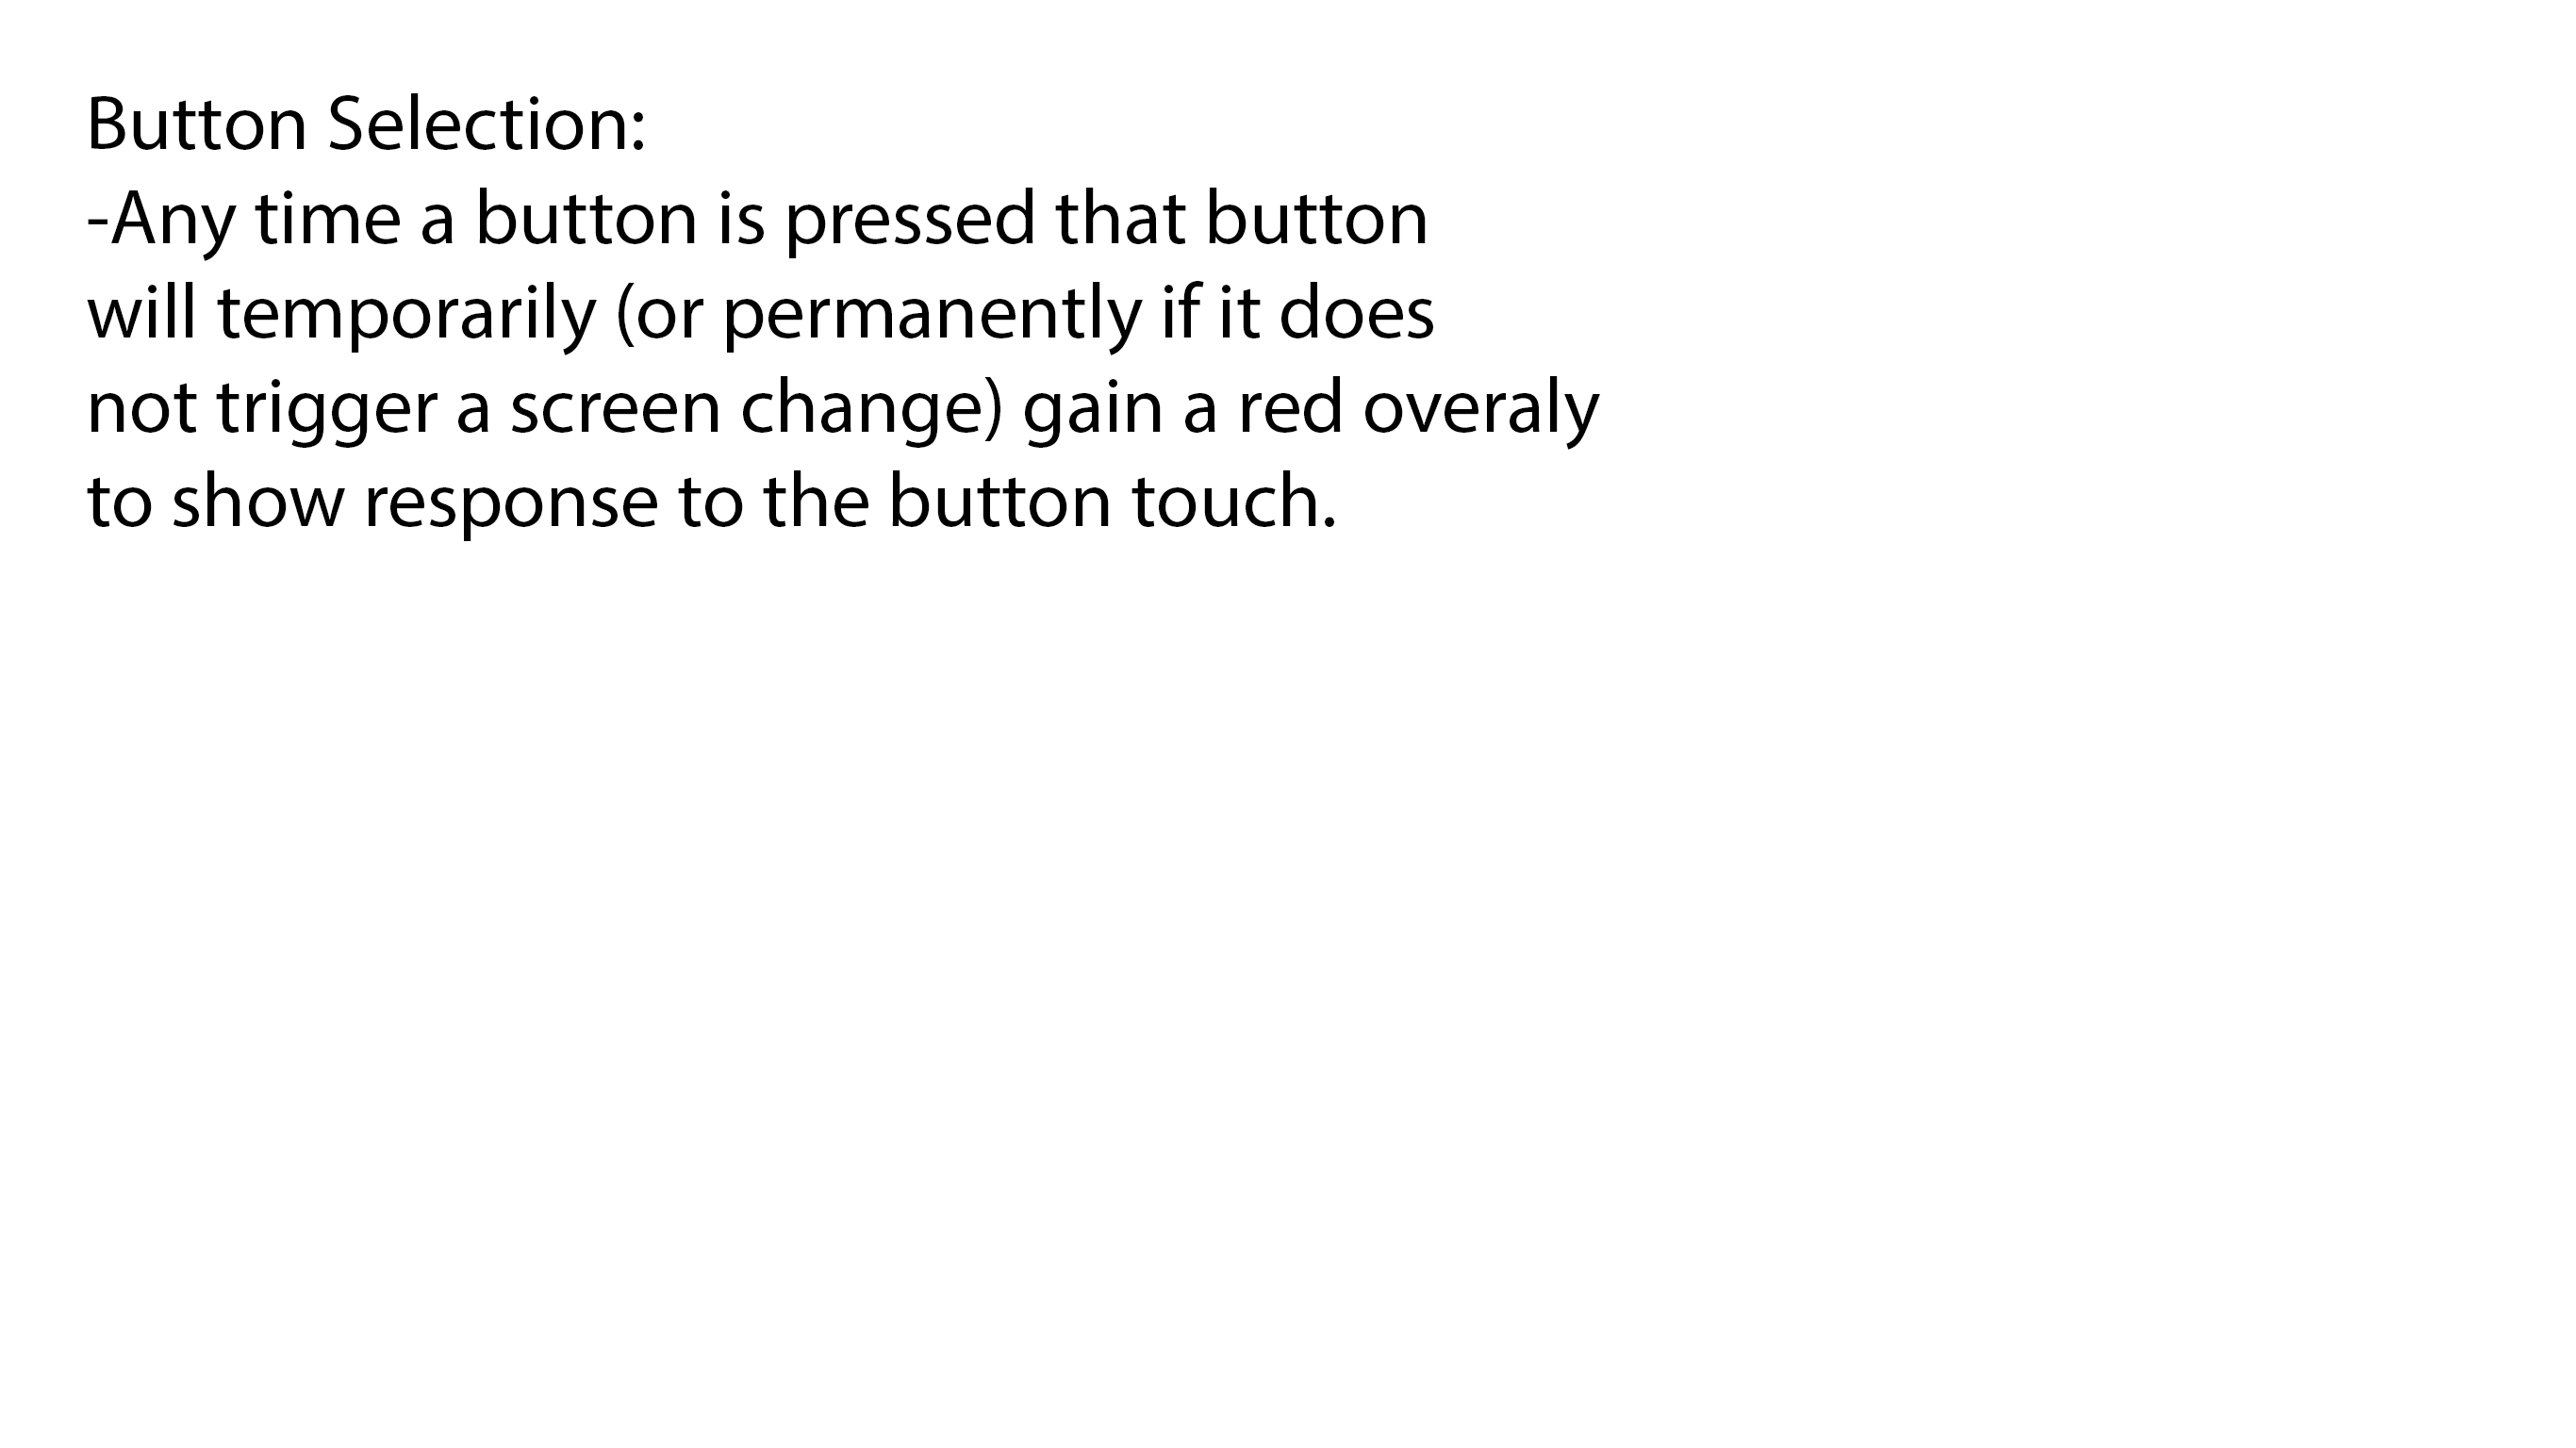 Button Selection:
-Any time a button is pressed that button
will temporarily (or permanently if it does
not trigger a screen change) gain a red overaly
to show response to the button touch.